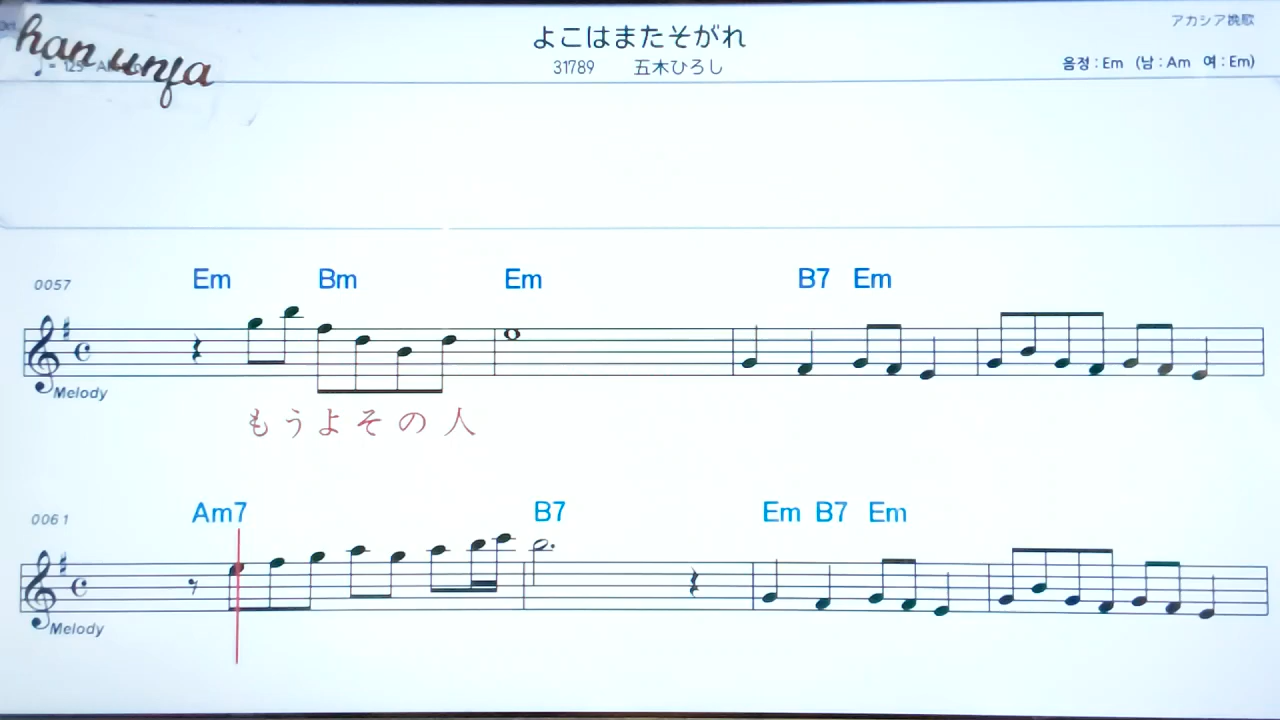 よこはまたそがれ
アカシア挽歌
han unja
♩= 125
31789 五木ひろし
음정 : Em (남 : Am 여 : Em)
0057
Em Bm Em B7 Em
Melody
もうよその人
0061
Am7 B7 Em B7 Em
Melody